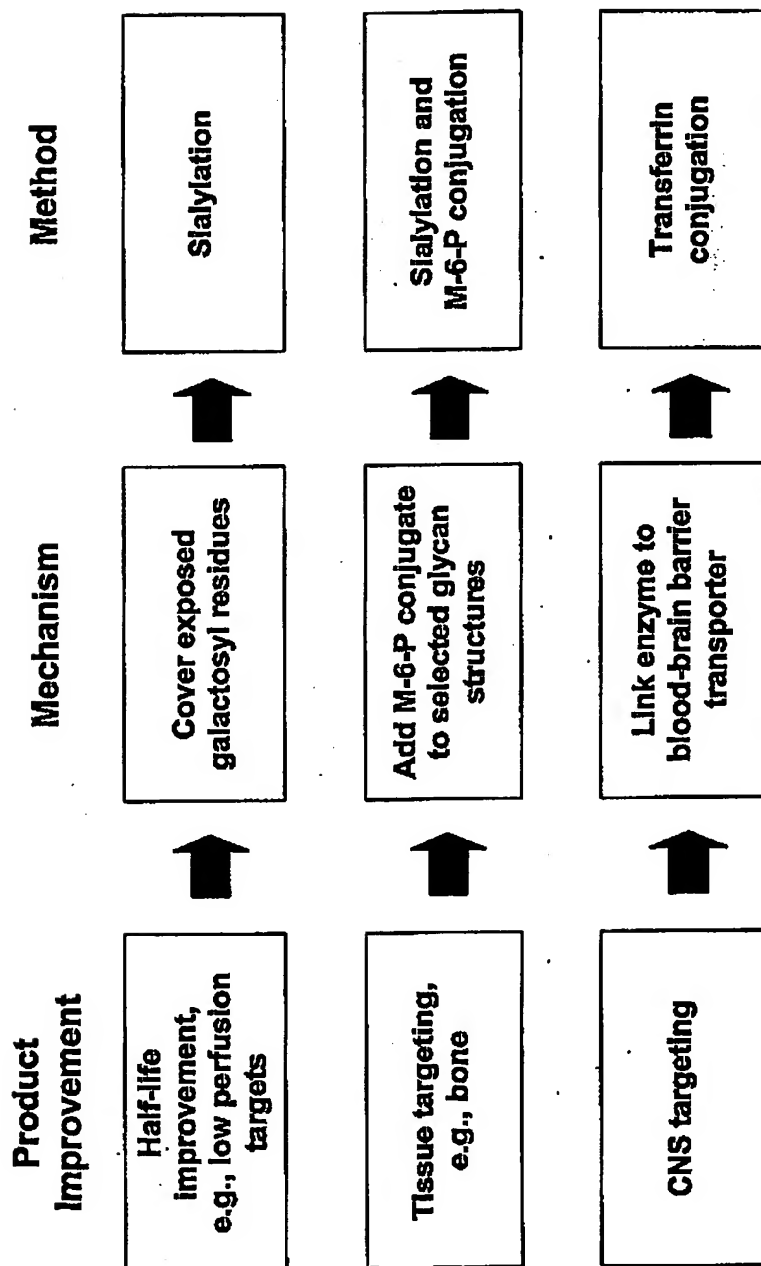 Product
Improvement
Mechanism
Method
Half-life
improvement,
e.g., low perfusion
targets
Cover exposed
galactosyl residues
Sialylation
Tissue targeting,
e.g., bone
Add M-6-P conjugate
to selected glycan
structures
Sialylation and
M-6-P conjugation
CNS targeting
Link enzyme to
blood-brain barrier
transporter
Transferrin
conjugation